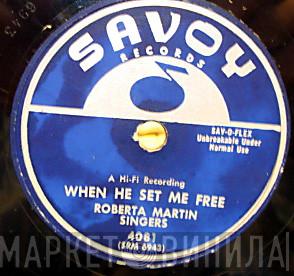 SAVOY
RECORDS
SAV-O-FLEX
Unbreakable Under
Normal Use
A Hi-Fi Recording
WHEN HE SET ME FREE
ROBERTA MARTIN
SINGERS
4081
(SRM 6943)
МАРКЕТ ВИНИЛА